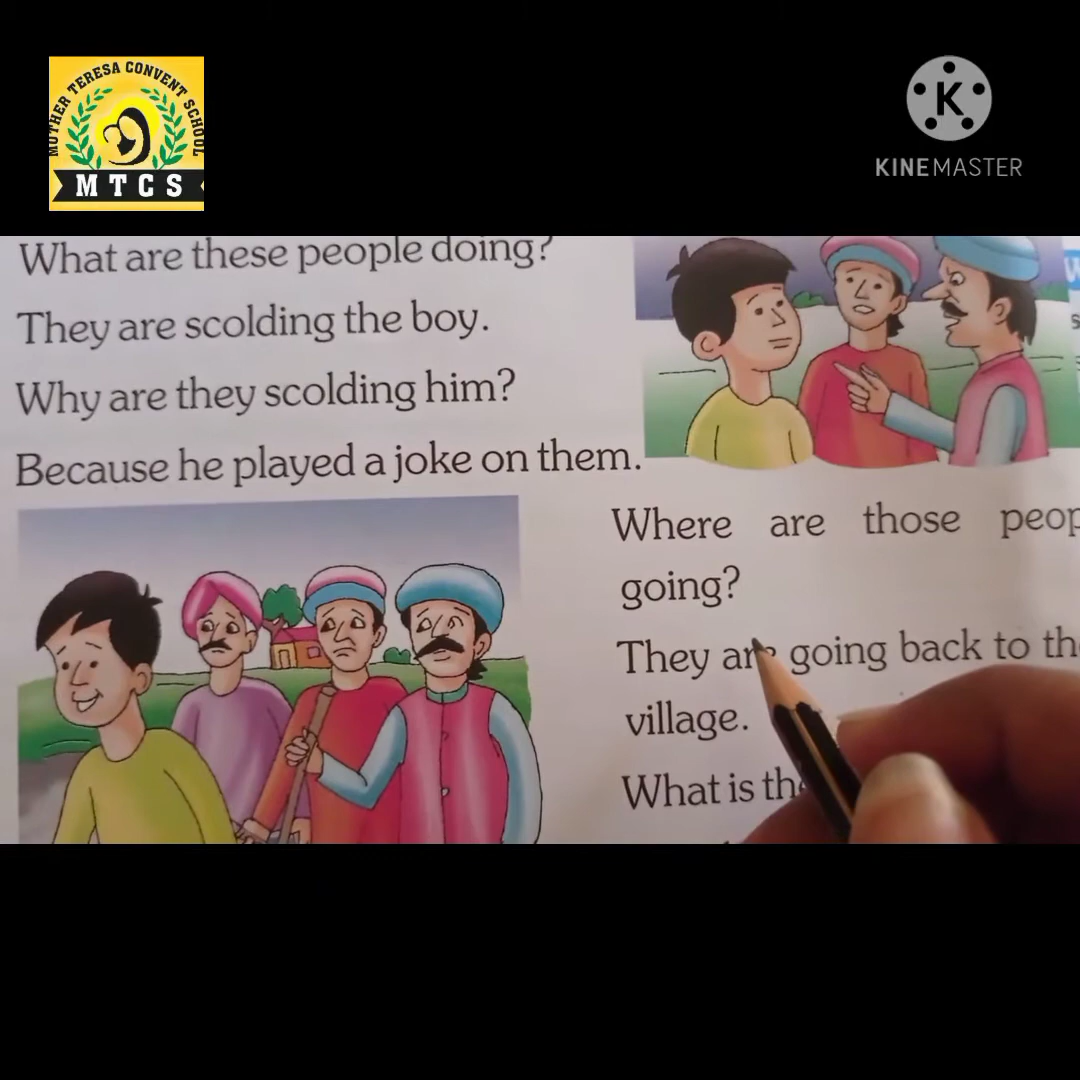 MOTHER TERESA CONVENT SCHOOL
MTCS
K
KINEMASTER
What are these people doing?
They are scolding the boy.
Why are they scolding him?
Because he played a joke on them.
Where are those
going?
They are going back to
village.
What is